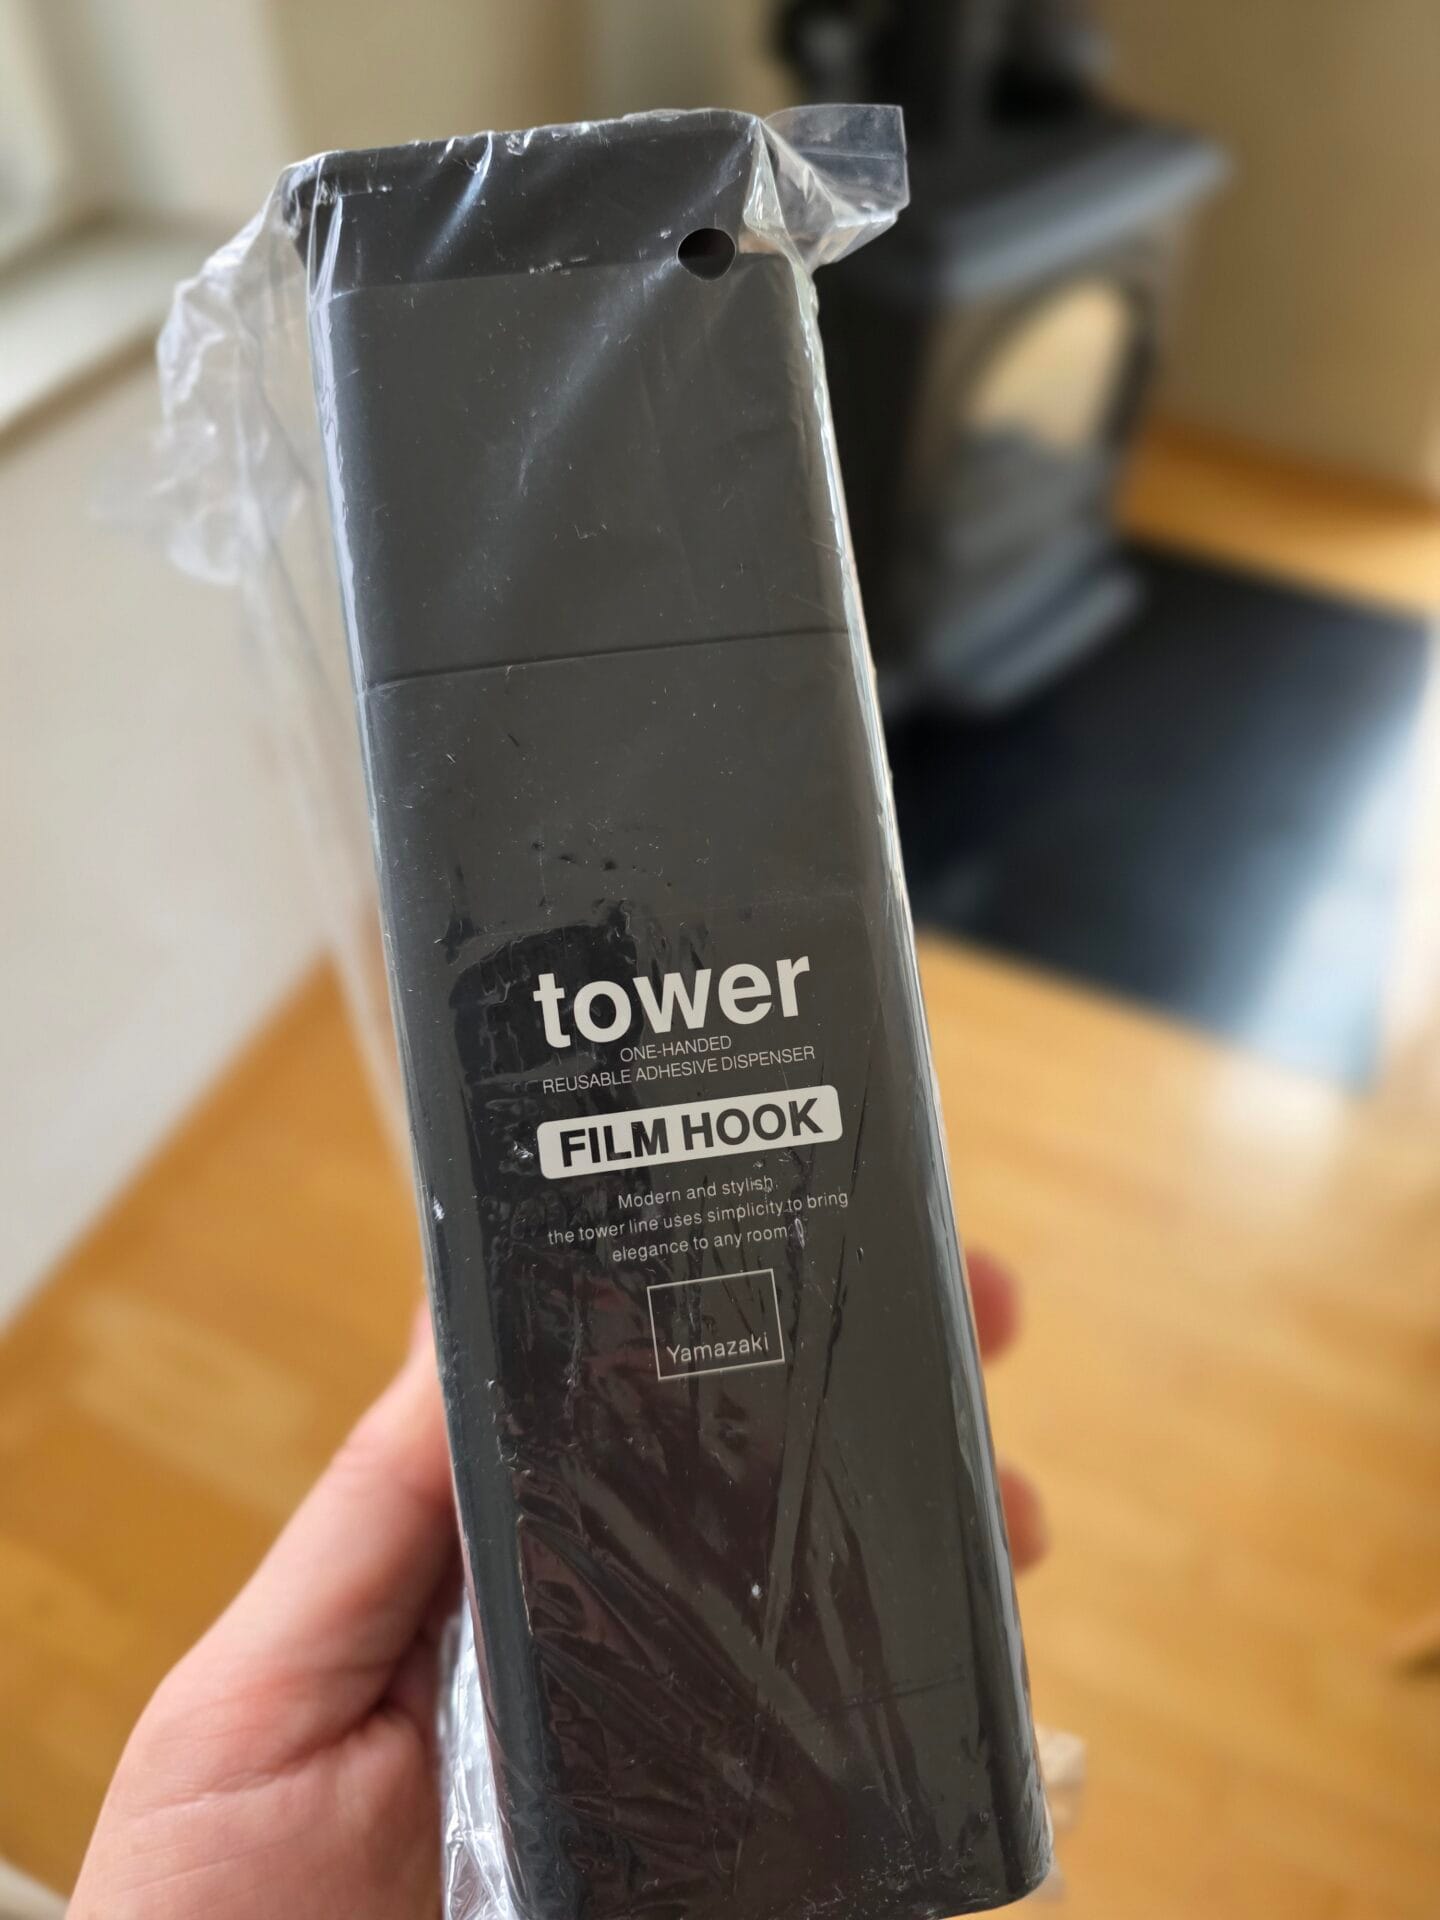 tower
ONE-HANDED
REUSABLE ADHESIVE DISPENSER
FILM HOOK
Modern and stylish.
the tower line uses simplicity to bring
elegance to any room.
Yamazaki